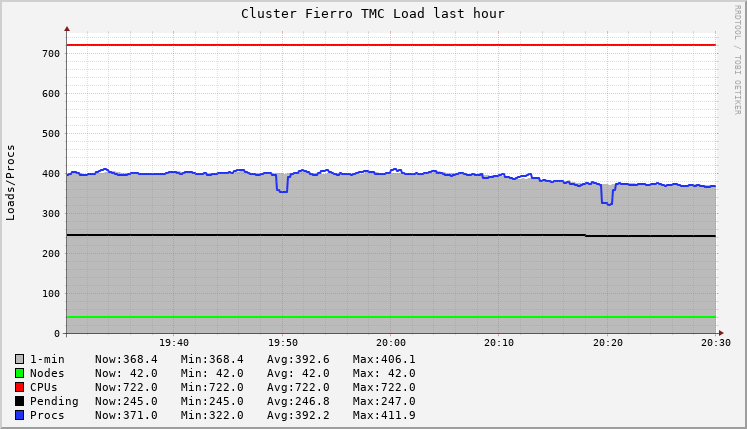 Cluster Fierro TMC Load last hour
RRDTOOL / TOBI OETIKER
Loads/Procs
700
600
500
400
300
200
100
0
19:40 19:50 20:00 20:10 20:20 20:30
1-min Now:368.4 Min:368.4 Avg:392.6 Max:406.1
Nodes Now: 42.0 Min: 42.0 Avg: 42.0 Max: 42.0
CPUs Now:722.0 Min:722.0 Avg:722.0 Max:722.0
Pending Now:245.0 Min:245.0 Avg:246.8 Max:247.0
Procs Now:371.0 Min:322.0 Avg:392.2 Max:411.9